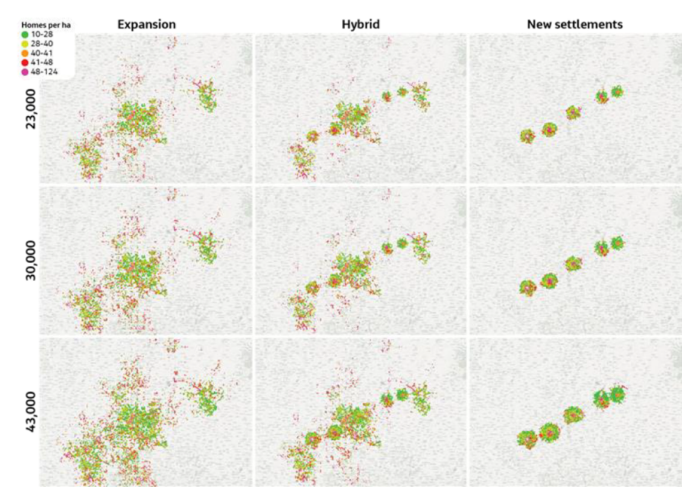 Expansion
Hybrid
New settlements
Homes per ha
10-28
28-40
40-41
41-48
48-124
23,000
30,000
43,000